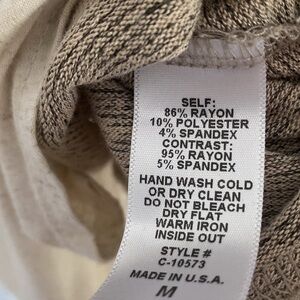 SELF:
86% RAYON
10% POLYESTER
4% SPANDEX
CONTRAST:
95% RAYON
5% SPANDEX
HAND WASH COLD
OR DRY CLEAN
DO NOT BLEACH
DRY FLAT
WARM IRON
INSIDE OUT
STYLE #
C-10573
MADE IN U.S.A.
M